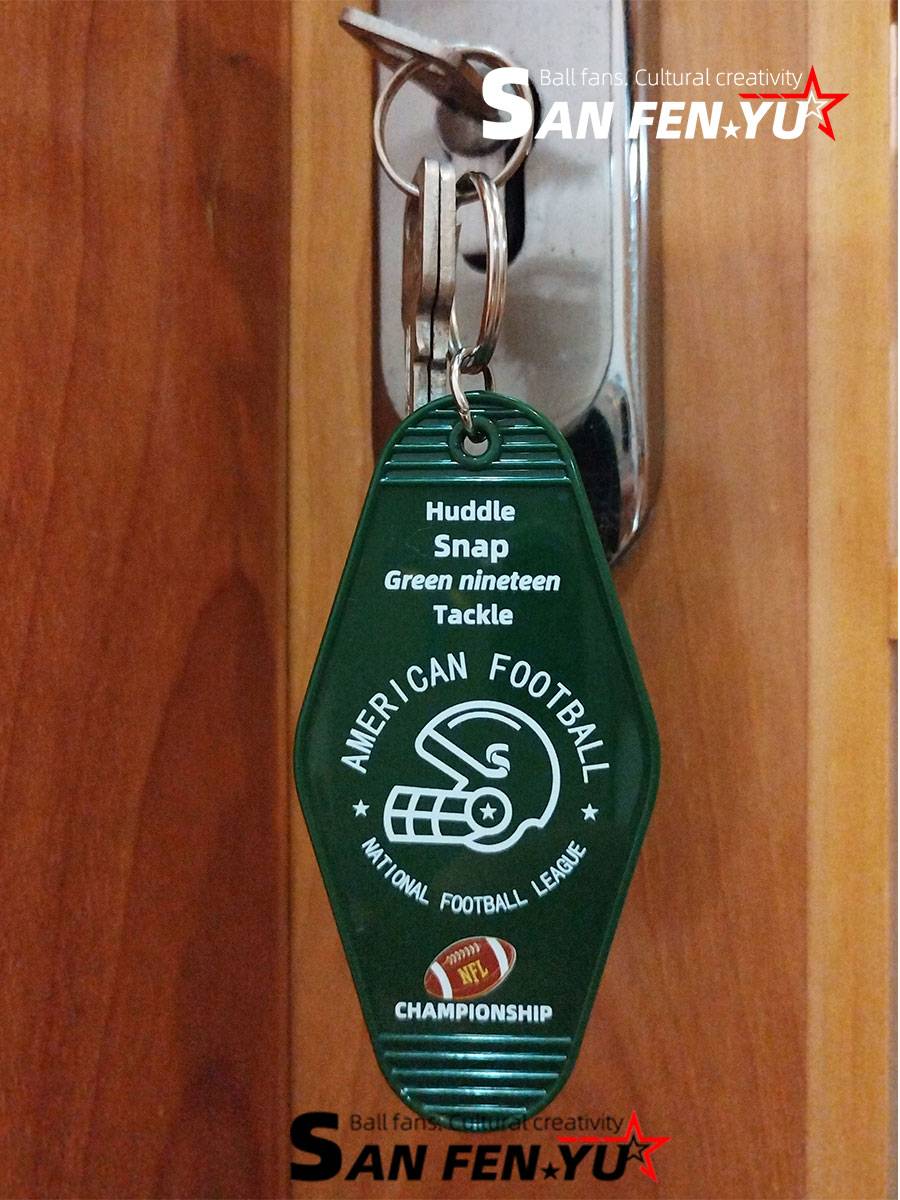 Ball fans. Cultural creativity
SAN FEN★YU
Huddle
Snap
Green nineteen
Tackle
AMERICAN FOOTBALL
★ ★
NATIONAL FOOTBALL LEAGUE
NFL
CHAMPIONSHIP
Ball fans. Cultural creativity
SAN FEN★YU